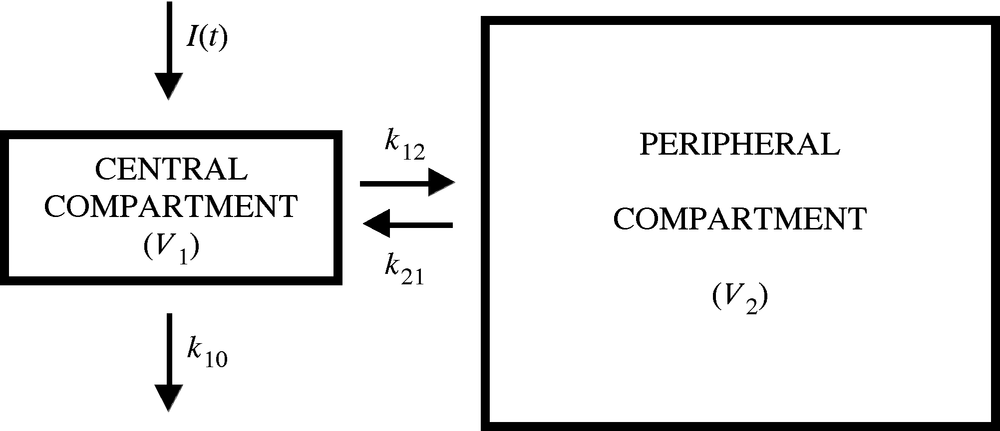 I(t)
CENTRAL
COMPARTMENT
(V₁)
k₁₂
k₂₁
PERIPHERAL
COMPARTMENT
(V₂)
k₁₀